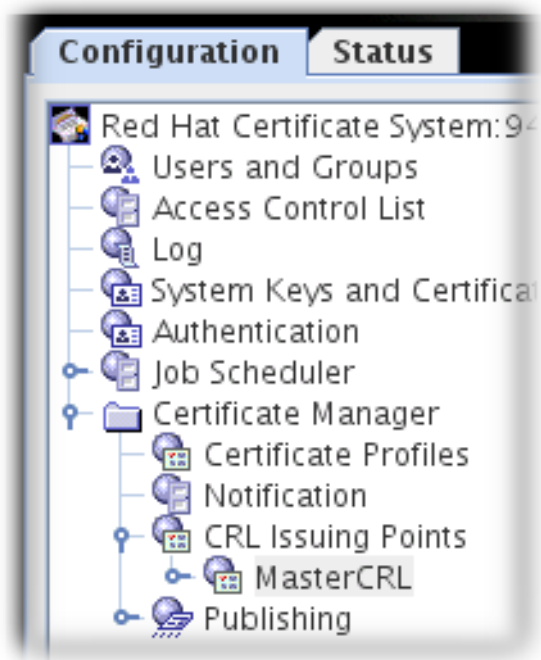 Configuration Status
Red Hat Certificate System:94
Users and Groups
Access Control List
Log
System Keys and Certificat
Authentication
Job Scheduler
Certificate Manager
Certificate Profiles
Notification
CRL Issuing Points
MasterCRL
Publishing